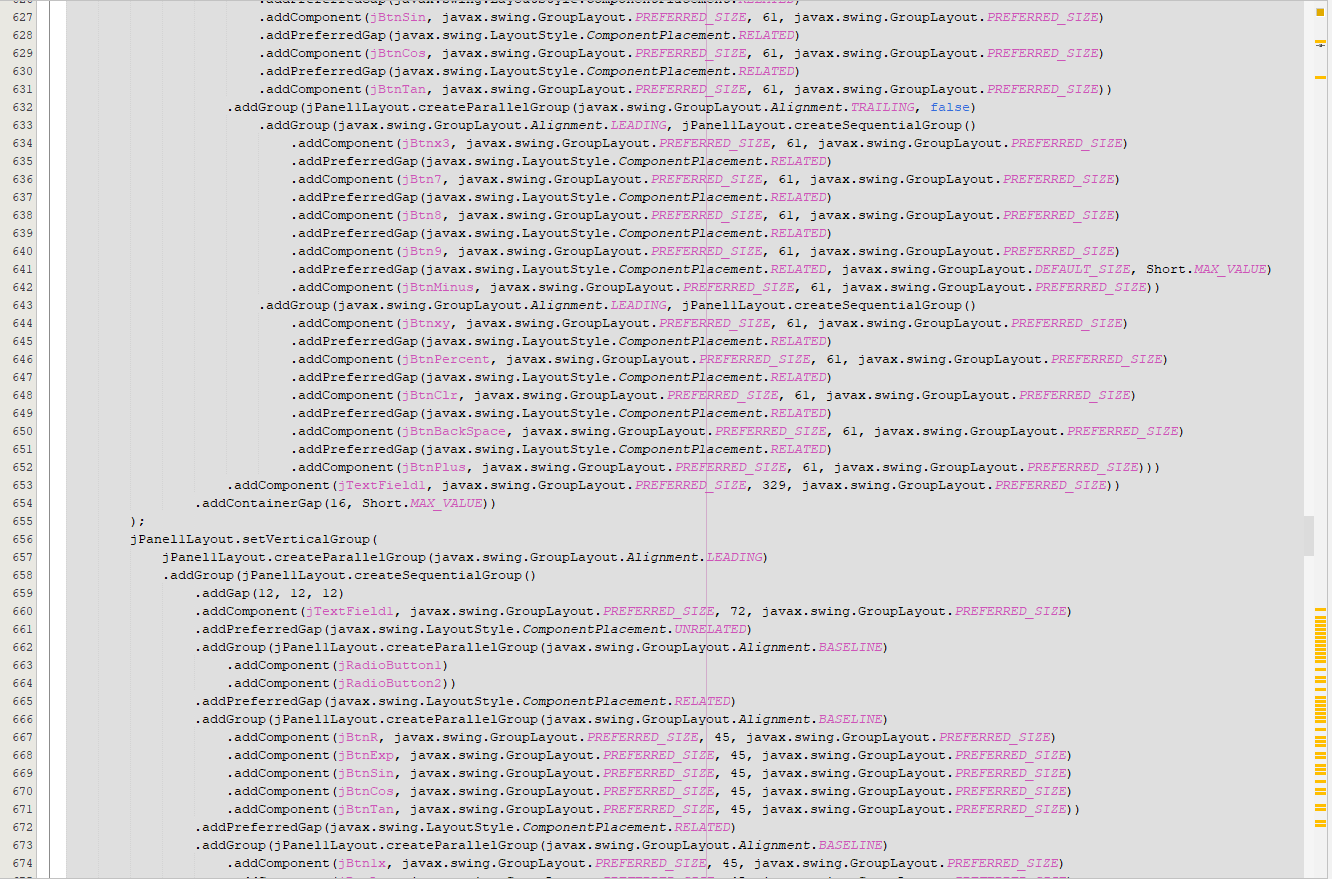 627 .addComponent(jBtnSin, javax.swing.GroupLayout.PREFERRED_SIZE, 61, javax.swing.GroupLayout.PREFERRED_SIZE)
628 .addPreferredGap(javax.swing.LayoutStyle.ComponentPlacement.RELATED)
629 .addComponent(jBtnCos, javax.swing.GroupLayout.PREFERRED_SIZE, 61, javax.swing.GroupLayout.PREFERRED_SIZE)
630 .addPreferredGap(javax.swing.LayoutStyle.ComponentPlacement.RELATED)
631 .addComponent(jBtnTan, javax.swing.GroupLayout.PREFERRED_SIZE, 61, javax.swing.GroupLayout.PREFERRED_SIZE))
632 .addGroup(jPanel1Layout.createParallelGroup(javax.swing.GroupLayout.Alignment.TRAILING, false)
633 .addGroup(javax.swing.GroupLayout.Alignment.LEADING, jPanel1Layout.createSequentialGroup()
634 .addComponent(jBtnx3, javax.swing.GroupLayout.PREFERRED_SIZE, 61, javax.swing.GroupLayout.PREFERRED_SIZE)
635 .addPreferredGap(javax.swing.LayoutStyle.ComponentPlacement.RELATED)
636 .addComponent(jBtn7, javax.swing.GroupLayout.PREFERRED_SIZE, 61, javax.swing.GroupLayout.PREFERRED_SIZE)
637 .addPreferredGap(javax.swing.LayoutStyle.ComponentPlacement.RELATED)
638 .addComponent(jBtn8, javax.swing.GroupLayout.PREFERRED_SIZE, 61, javax.swing.GroupLayout.PREFERRED_SIZE)
639 .addPreferredGap(javax.swing.LayoutStyle.ComponentPlacement.RELATED)
640 .addComponent(jBtn9, javax.swing.GroupLayout.PREFERRED_SIZE, 61, javax.swing.GroupLayout.PREFERRED_SIZE)
641 .addPreferredGap(javax.swing.LayoutStyle.ComponentPlacement.RELATED, javax.swing.GroupLayout.DEFAULT_SIZE, Short.MAX_VALUE)
642 .addComponent(jBtnMinus, javax.swing.GroupLayout.PREFERRED_SIZE, 61, javax.swing.GroupLayout.PREFERRED_SIZE))
643 .addGroup(javax.swing.GroupLayout.Alignment.LEADING, jPanel1Layout.createSequentialGroup()
644 .addComponent(jBtnxy, javax.swing.GroupLayout.PREFERRED_SIZE, 61, javax.swing.GroupLayout.PREFERRED_SIZE)
645 .addPreferredGap(javax.swing.LayoutStyle.ComponentPlacement.RELATED)
646 .addComponent(jBtnPercent, javax.swing.GroupLayout.PREFERRED_SIZE, 61, javax.swing.GroupLayout.PREFERRED_SIZE)
647 .addPreferredGap(javax.swing.LayoutStyle.ComponentPlacement.RELATED)
648 .addComponent(jBtnClr, javax.swing.GroupLayout.PREFERRED_SIZE, 61, javax.swing.GroupLayout.PREFERRED_SIZE)
649 .addPreferredGap(javax.swing.LayoutStyle.ComponentPlacement.RELATED)
650 .addComponent(jBtnBackSpace, javax.swing.GroupLayout.PREFERRED_SIZE, 61, javax.swing.GroupLayout.PREFERRED_SIZE)
651 .addPreferredGap(javax.swing.LayoutStyle.ComponentPlacement.RELATED)
652 .addComponent(jBtnPlus, javax.swing.GroupLayout.PREFERRED_SIZE, 61, javax.swing.GroupLayout.PREFERRED_SIZE)))
653 .addComponent(jTextField1, javax.swing.GroupLayout.PREFERRED_SIZE, 329, javax.swing.GroupLayout.PREFERRED_SIZE))
654 .addContainerGap(16, Short.MAX_VALUE))
655 );
656 jPanel1Layout.setVerticalGroup(
657 jPanel1Layout.createParallelGroup(javax.swing.GroupLayout.Alignment.LEADING)
658 .addGroup(jPanel1Layout.createSequentialGroup()
659 .addGap(12, 12, 12)
660 .addComponent(jTextField1, javax.swing.GroupLayout.PREFERRED_SIZE, 72, javax.swing.GroupLayout.PREFERRED_SIZE)
661 .addPreferredGap(javax.swing.LayoutStyle.ComponentPlacement.UNRELATED)
662 .addGroup(jPanel1Layout.createParallelGroup(javax.swing.GroupLayout.Alignment.BASELINE)
663 .addComponent(jRadioButton1)
664 .addComponent(jRadioButton2))
665 .addPreferredGap(javax.swing.LayoutStyle.ComponentPlacement.RELATED)
666 .addGroup(jPanel1Layout.createParallelGroup(javax.swing.GroupLayout.Alignment.BASELINE)
667 .addComponent(jBtnR, javax.swing.GroupLayout.PREFERRED_SIZE, 45, javax.swing.GroupLayout.PREFERRED_SIZE)
668 .addComponent(jBtnExp, javax.swing.GroupLayout.PREFERRED_SIZE, 45, javax.swing.GroupLayout.PREFERRED_SIZE)
669 .addComponent(jBtnSin, javax.swing.GroupLayout.PREFERRED_SIZE, 45, javax.swing.GroupLayout.PREFERRED_SIZE)
670 .addComponent(jBtnCos, javax.swing.GroupLayout.PREFERRED_SIZE, 45, javax.swing.GroupLayout.PREFERRED_SIZE)
671 .addComponent(jBtnTan, javax.swing.GroupLayout.PREFERRED_SIZE, 45, javax.swing.GroupLayout.PREFERRED_SIZE))
672 .addPreferredGap(javax.swing.LayoutStyle.ComponentPlacement.RELATED)
673 .addGroup(jPanel1Layout.createParallelGroup(javax.swing.GroupLayout.Alignment.BASELINE)
674 .addComponent(jBtn1x, javax.swing.GroupLayout.PREFERRED_SIZE, 45, javax.swing.GroupLayout.PREFERRED_SIZE)